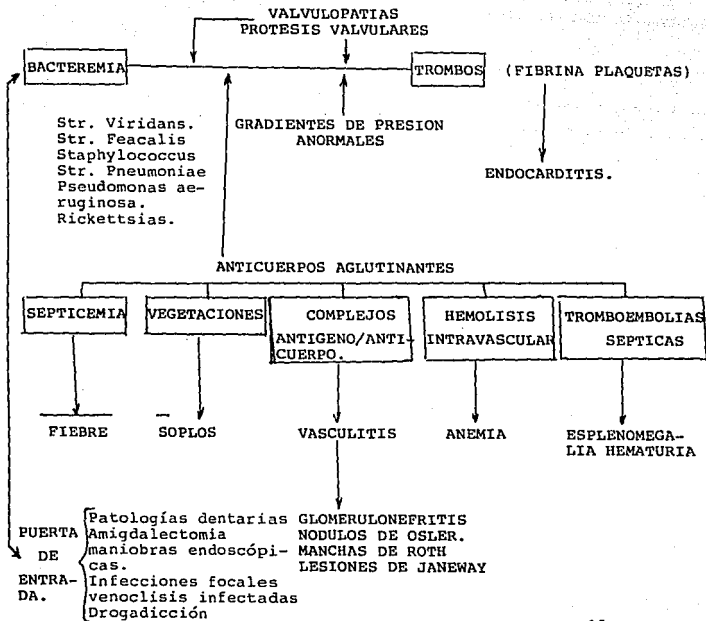 VALVULOPATIAS
PROTESIS VALVULARES
BACTEREMIA
TROMBOS
(FIBRINA PLAQUETAS)
Str. Viridans.
Str. Feacalis
Staphylococcus
Str. Pneumoniae
Pseudomonas ae-
ruginosa.
Rickettsias.
GRADIENTES DE PRESION
ANORMALES
ENDOCARDITIS.
ANTICUERPOS AGLUTINANTES
SEPTICEMIA
VEGETACIONES
COMPLEJOS
ANTIGENO/ANTI-
CUERPO.
HEMOLISIS
INTRAVASCULAR
TROMBOEMBOLIAS
SEPTICAS
FIEBRE
SOPLOS
VASCULITIS
ANEMIA
ESPLENOMEGA-
LIA HEMATURIA
PUERTA
DE
ENTRA-
DA.
Patologías dentarias
Amigdalectomia
maniobras endoscópi-
cas.
Infecciones focales
venoclisis infectadas
Drogadicción
GLOMERULONEFRITIS
NODULOS DE OSLER.
MANCHAS DE ROTH
LESIONES DE JANEWAY